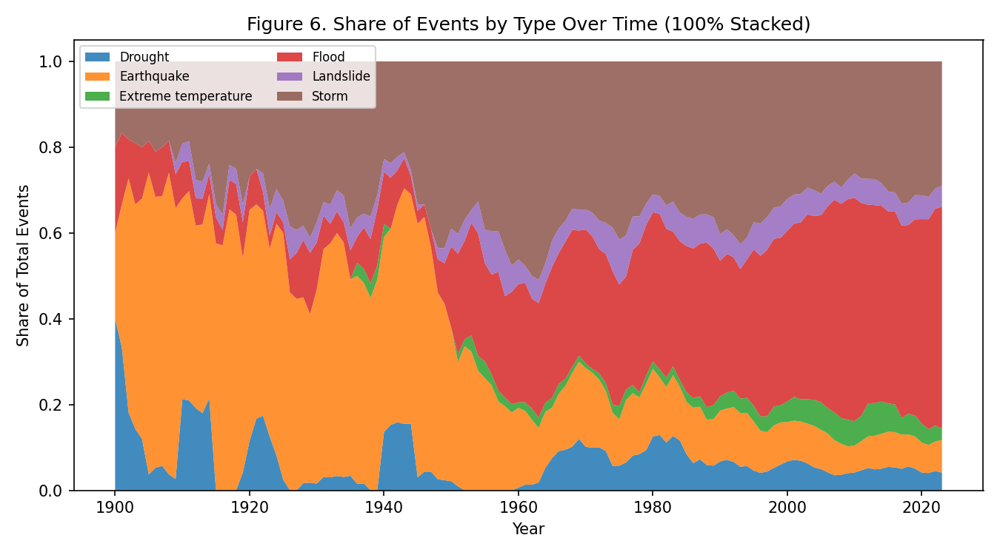 Figure 6. Share of Events by Type Over Time (100% Stacked)
Drought
Earthquake
Extreme temperature
Flood
Landslide
Storm
Share of Total Events
1.0
0.8
0.6
0.4
0.2
0.0
1900 1920 1940 1960 1980 2000 2020
Year